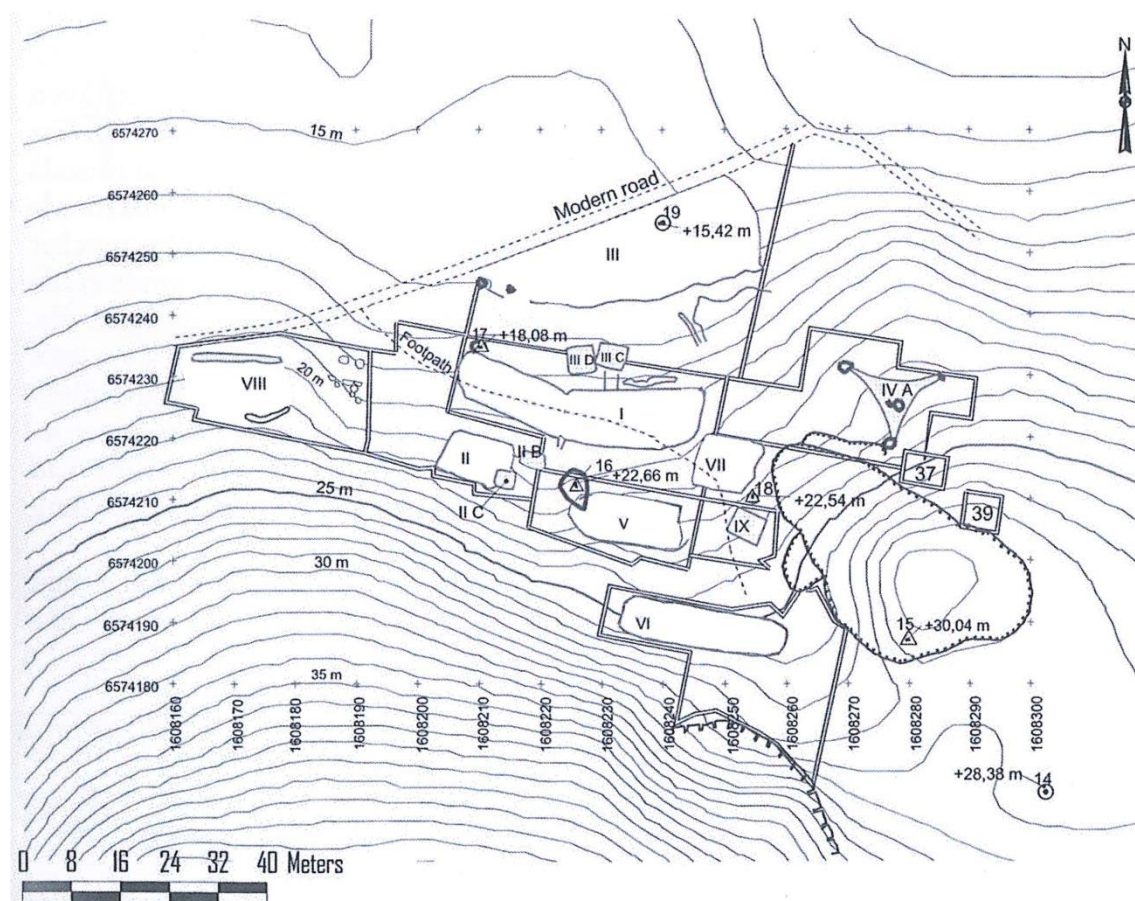 N
15 m
6574270
6574260
6574250
6574240
6574230
6574220
6574210
6574200
6574190
6574180
Modern road
19
+15,42 m
III
17
+18,08 m
Footpath
III D
III C
VIII
20 m
I
IV A
II
II B
16
+22,66 m
VII
37
II C
18
+22,54 m
39
25 m
V
IX
30 m
VI
15
+30,04 m
35 m
1608160
1608170
1608180
1608190
1608200
1608210
1608220
1608230
1608240
1608250
1608260
1608270
1608280
1608290
1608300
+28,38 m
14
0 8 16 24 32 40 Meters